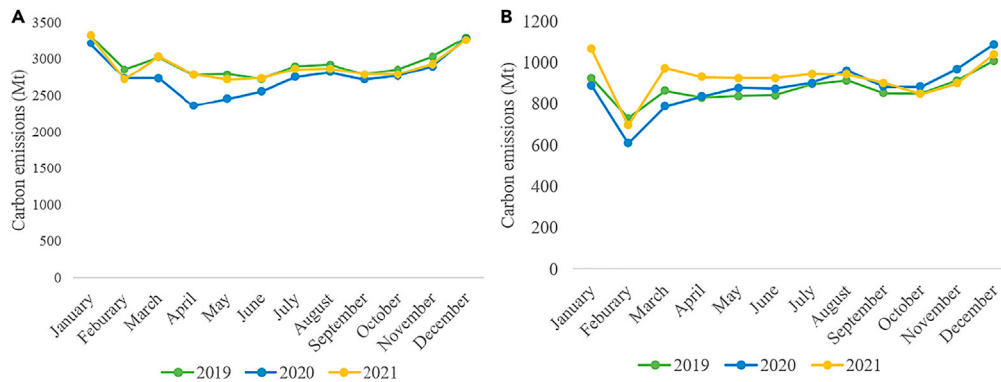 A
Carbon emissions (Mt)
3500
3000
2500
2000
1500
1000
500
0
January
Feburary
March
April
May
June
July
August
September
October
November
December
2019 2020 2021
B
Carbon emissions (Mt)
1200
1000
800
600
400
200
0
January
Feburary
March
April
May
June
July
August
September
October
November
December
2019 2020 2021